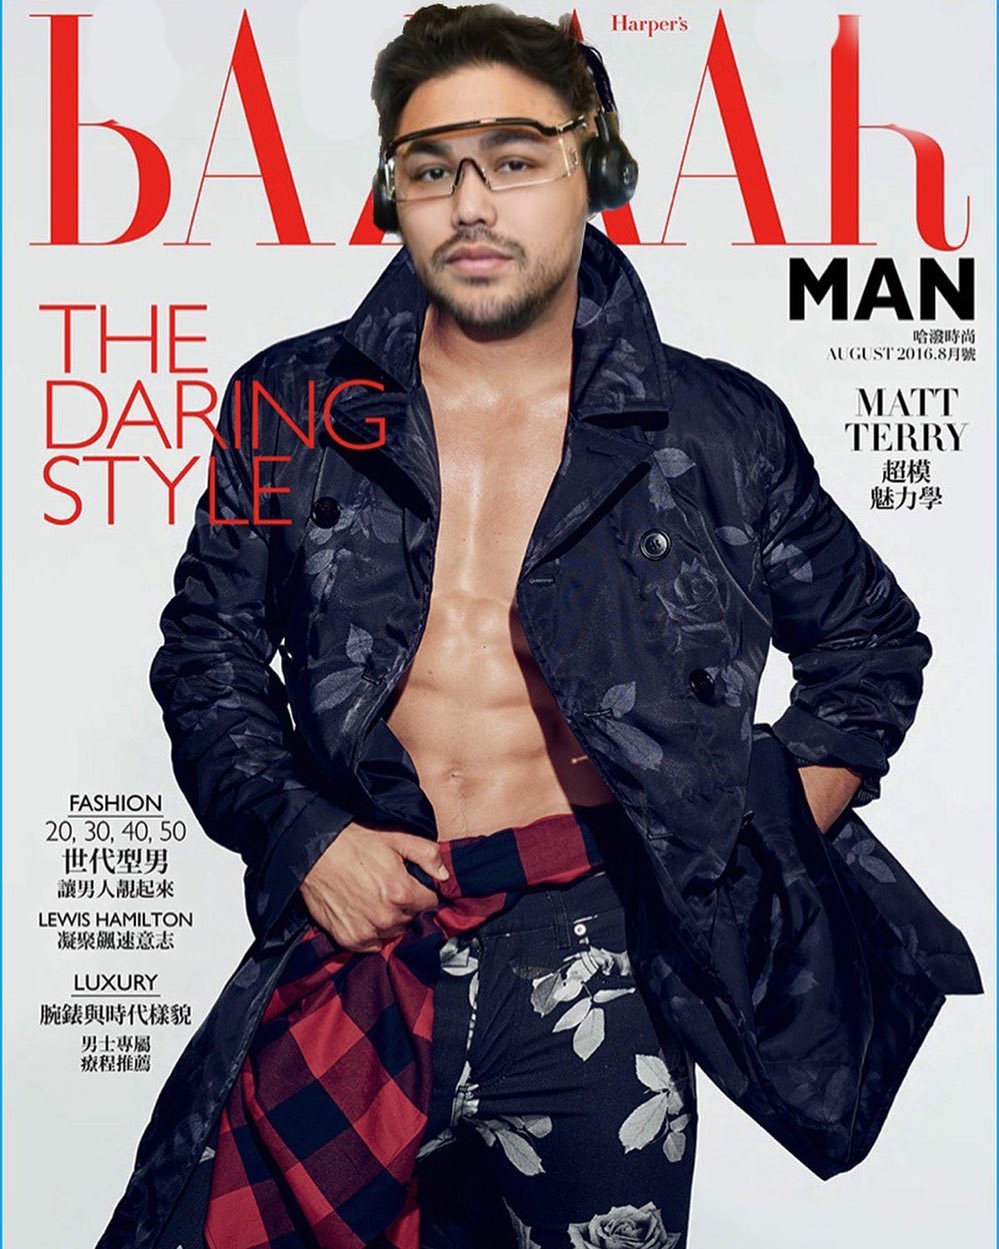 Harper's
BAZAAR
MAN
哈潑時尚
AUGUST 2016.8月號
THE
DARING
STYLE
MATT
TERRY
超模
魅力學
FASHION
20, 30, 40, 50
世代型男
讓男人靚起來
LEWIS HAMILTON
凝聚飆速意志
LUXURY
腕錶與時代樣貌
男士專屬
療程推薦